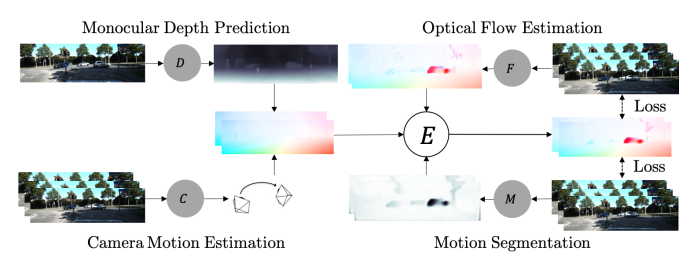 Monocular Depth Prediction
Optical Flow Estimation
D
F
Loss
E
Loss
C
M
Camera Motion Estimation
Motion Segmentation